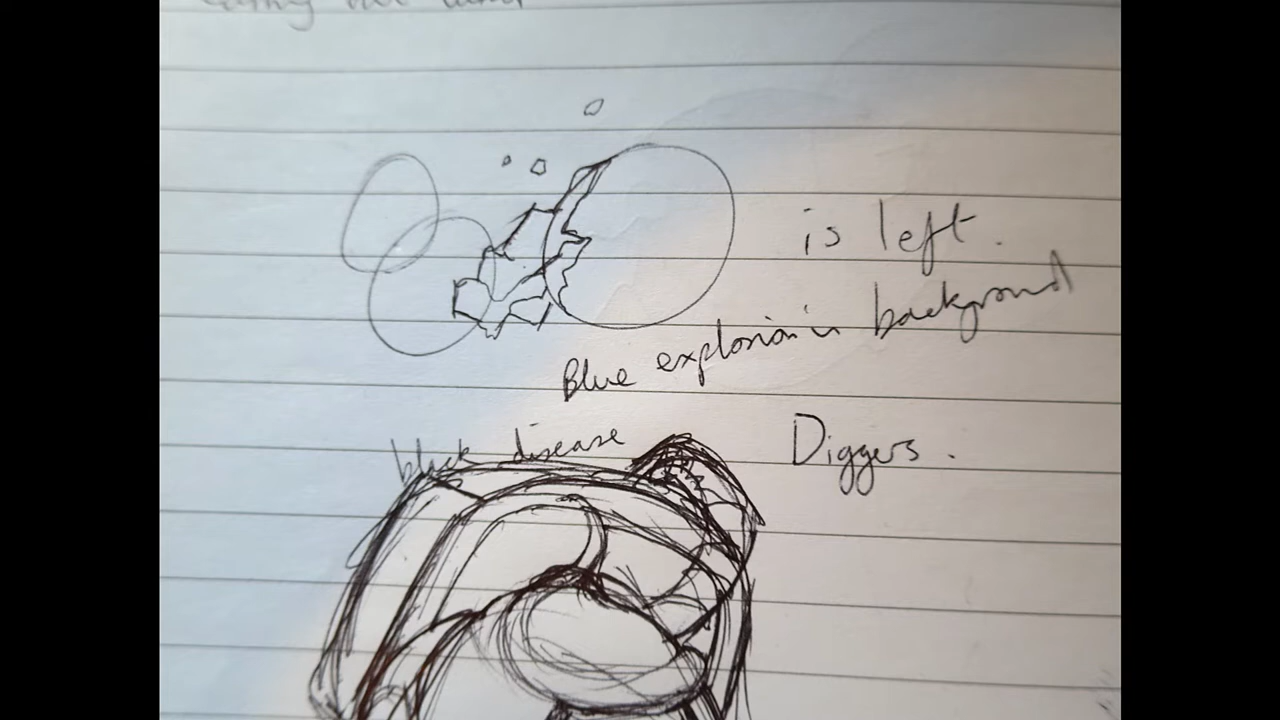 is left.
Blue explosion in background
black disease
Diggers.